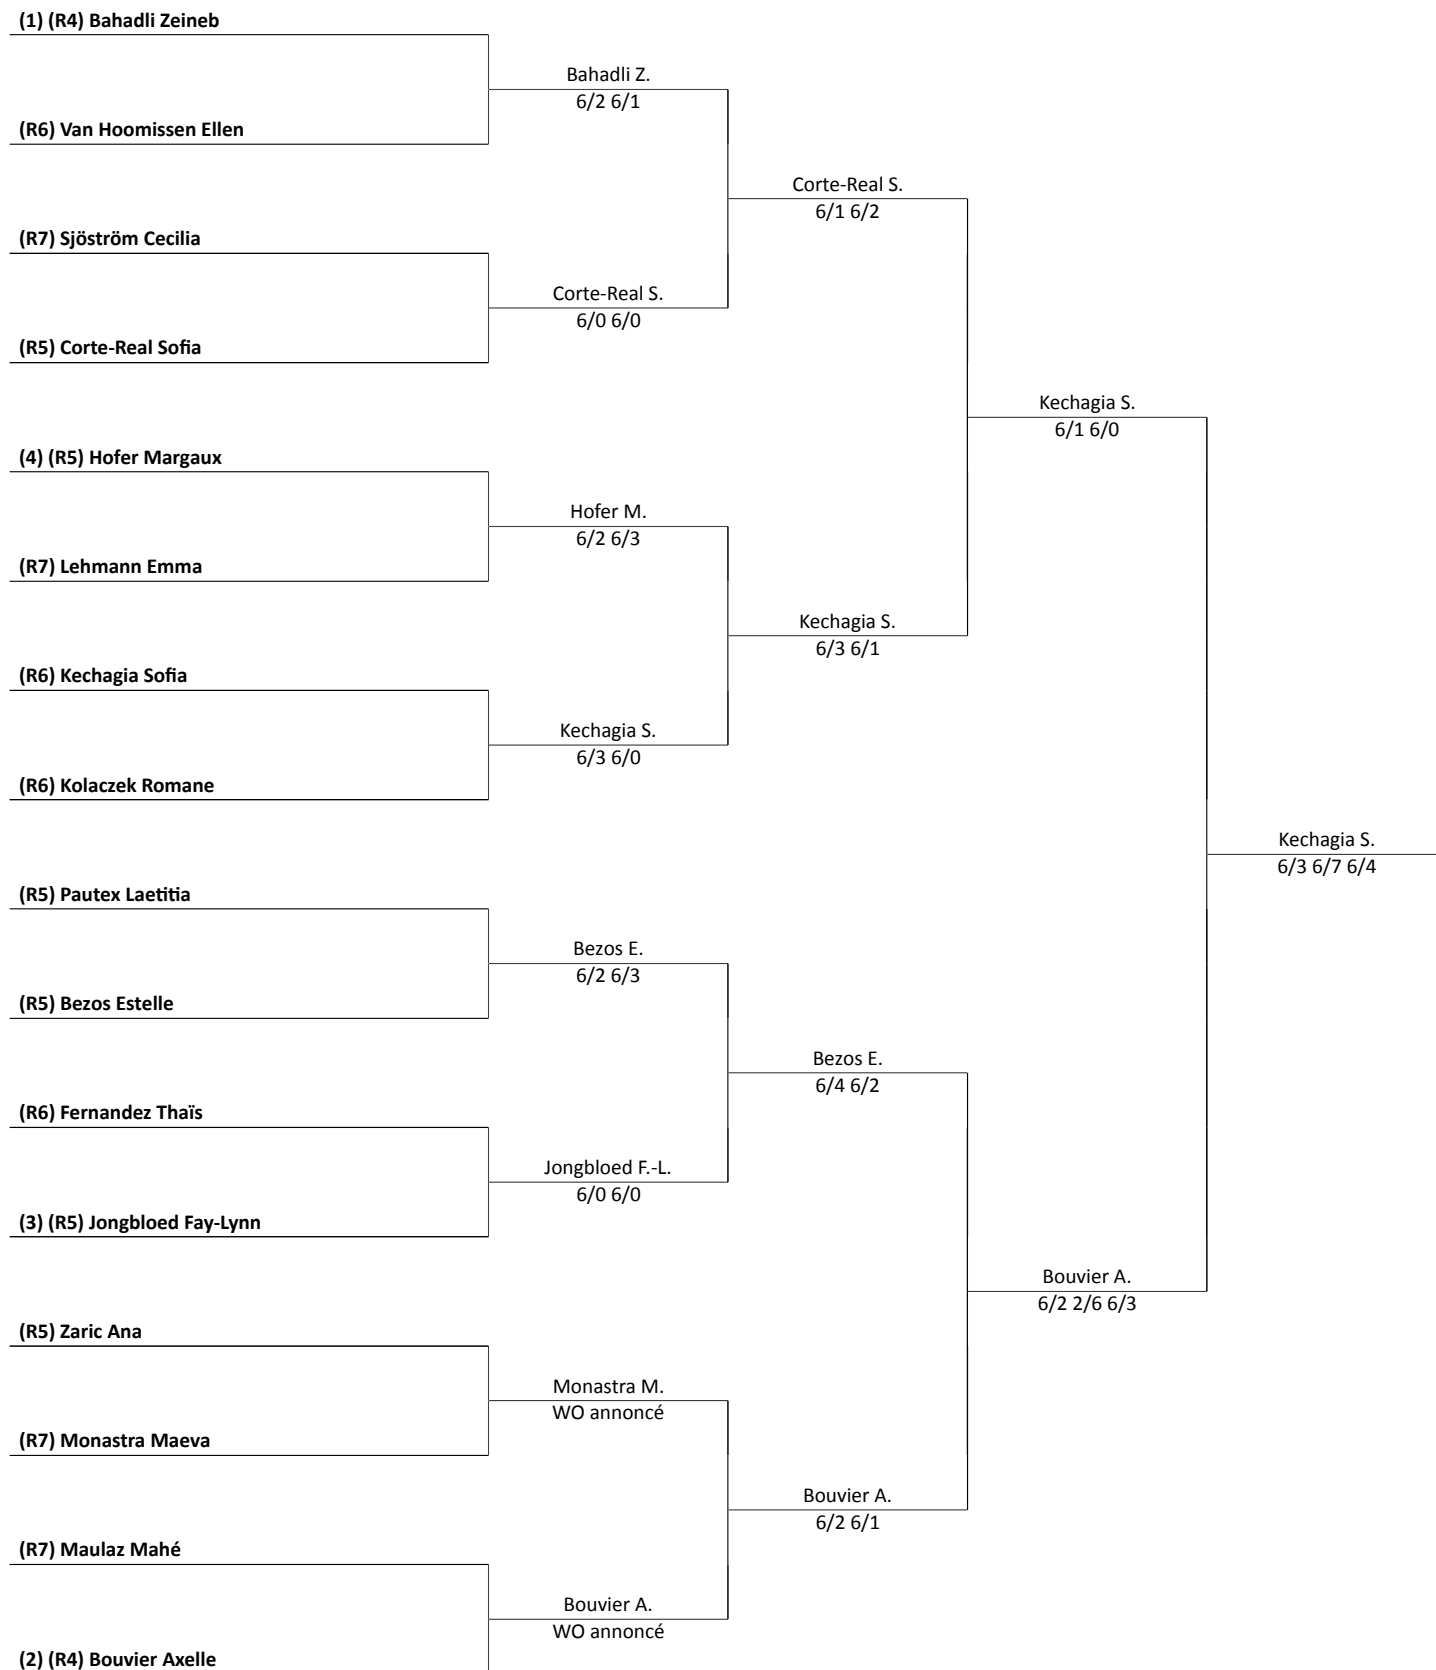 (1) (R4) Bahadli Zeineb
Bahadli Z.
6/2 6/1
(R6) Van Hoomissen Ellen
Corte-Real S.
6/1 6/2
(R7) Sjöström Cecilia
Corte-Real S.
6/0 6/0
(R5) Corte-Real Sofia
Kechagia S.
6/1 6/0
(4) (R5) Hofer Margaux
Hofer M.
6/2 6/3
(R7) Lehmann Emma
Kechagia S.
6/3 6/1
(R6) Kechagia Sofia
Kechagia S.
6/3 6/0
(R6) Kolaczek Romane
Kechagia S.
6/3 6/7 6/4
(R5) Pautex Laetitia
Bezos E.
6/2 6/3
(R5) Bezos Estelle
Bezos E.
6/4 6/2
(R6) Fernandez Thaïs
Jongbloed F.-L.
6/0 6/0
(3) (R5) Jongbloed Fay-Lynn
Bouvier A.
6/2 2/6 6/3
(R5) Zaric Ana
Monastra M.
WO annoncé
(R7) Monastra Maeva
Bouvier A.
6/2 6/1
(R7) Maulaz Mahé
Bouvier A.
WO annoncé
(2) (R4) Bouvier Axelle